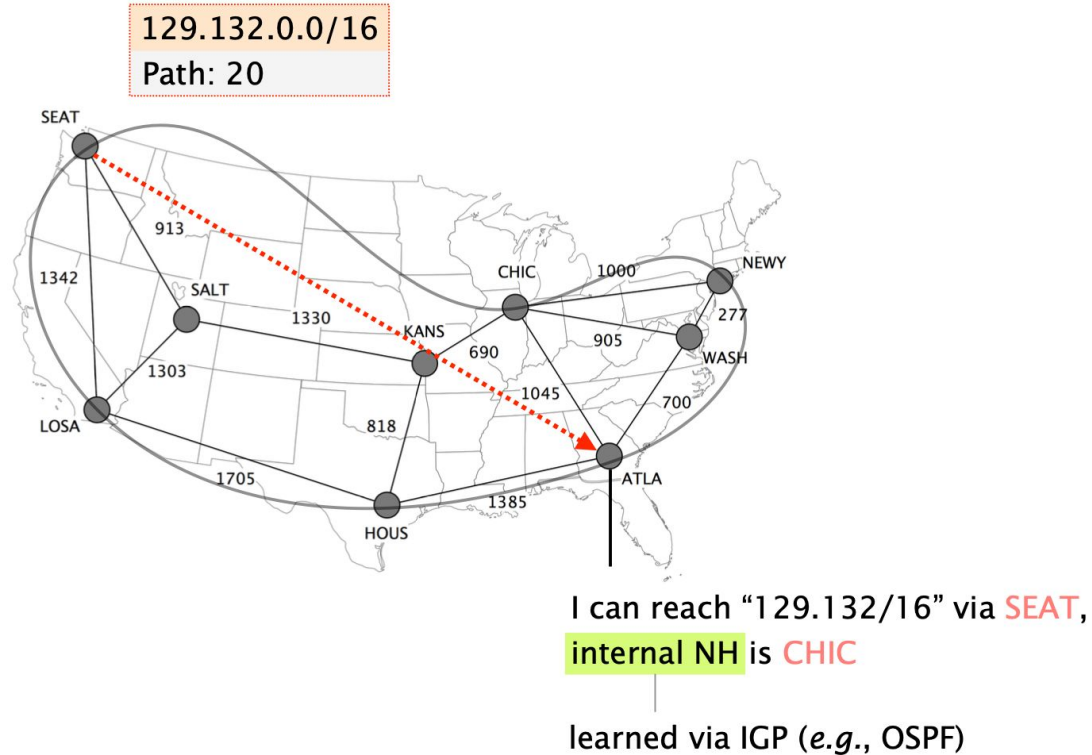 129.132.0.0/16
Path: 20
SEAT
913
1342
SALT
1330
CHIC
1000
NEWY
277
KANS
690
905
WASH
1303
1045
700
LOSA
818
ATLA
1705
1385
HOUS
I can reach “129.132/16” via SEAT,
internal NH is CHIC
learned via IGP (e.g., OSPF)